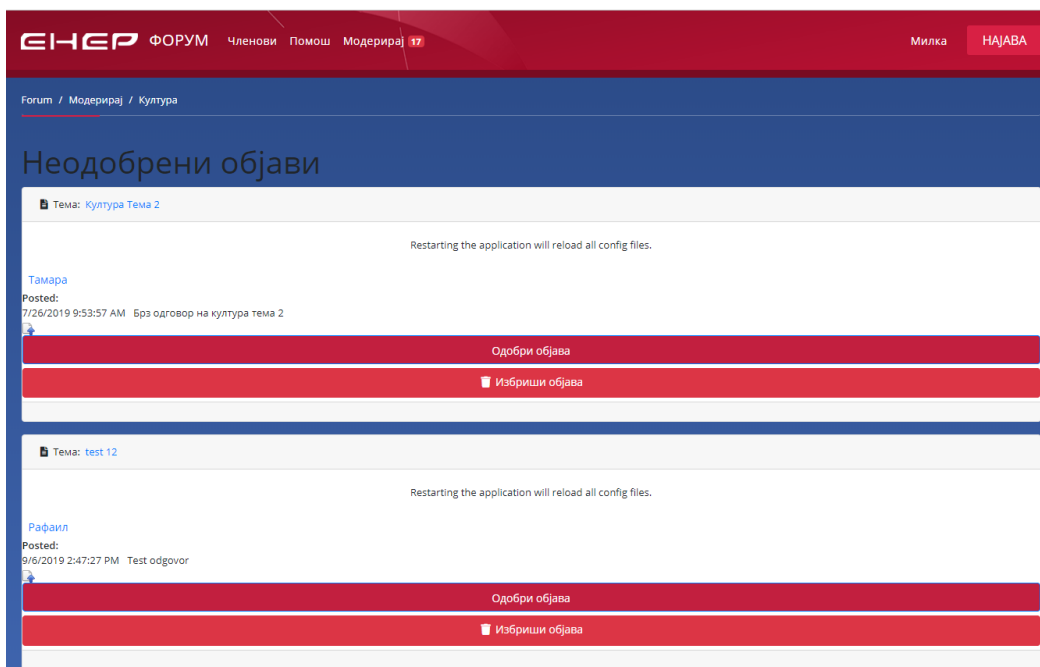 ЕНЕР ФОРУМ Членови Помош Модерирај 17 Милка НАЈАВА
Forum / Модерирај / Култура
Неодобрени објави
Тема: Култура Тема 2
Restarting the application will reload all config files.
Тамара
Posted:
7/26/2019 9:53:57 AM Брз одговор на култура тема 2
Одобри објава
Избриши објава
Тема: test 12
Restarting the application will reload all config files.
Рафаил
Posted:
9/6/2019 2:47:27 PM Test odgovor
Одобри објава
Избриши објава